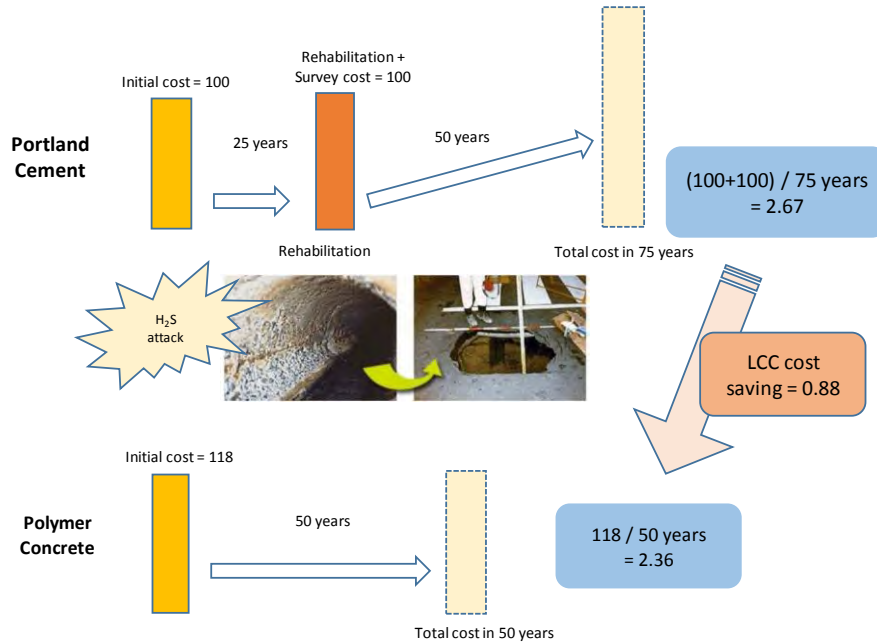 Rehabilitation +
Survey cost = 100
Initial cost = 100
25 years
50 years
Portland
Cement
(100+100) / 75 years
= 2.67
Rehabilitation
Total cost in 75 years
H₂S
attack
LCC cost
saving = 0.88
Initial cost = 118
50 years
Polymer
Concrete
118 / 50 years
= 2.36
Total cost in 50 years